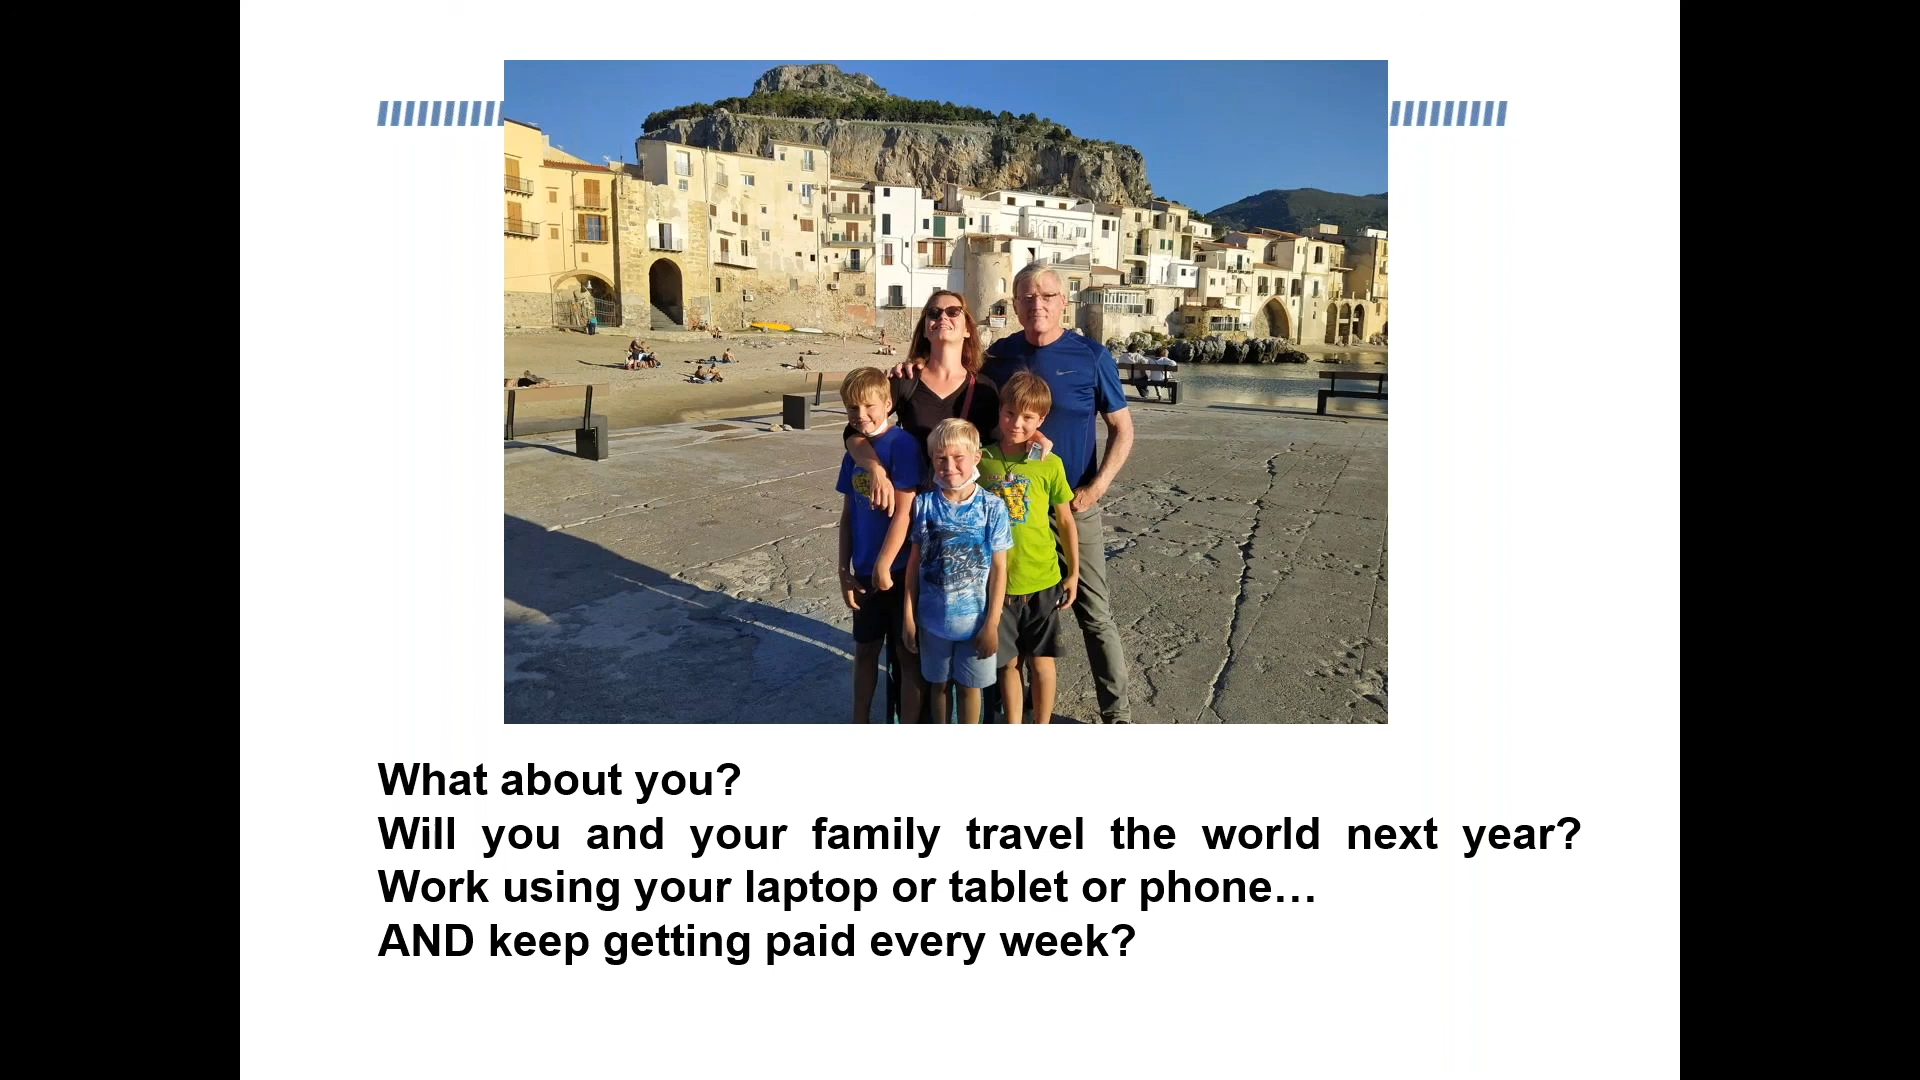 What about you?
Will you and your family travel the world next year?
Work using your laptop or tablet or phone…
AND keep getting paid every week?